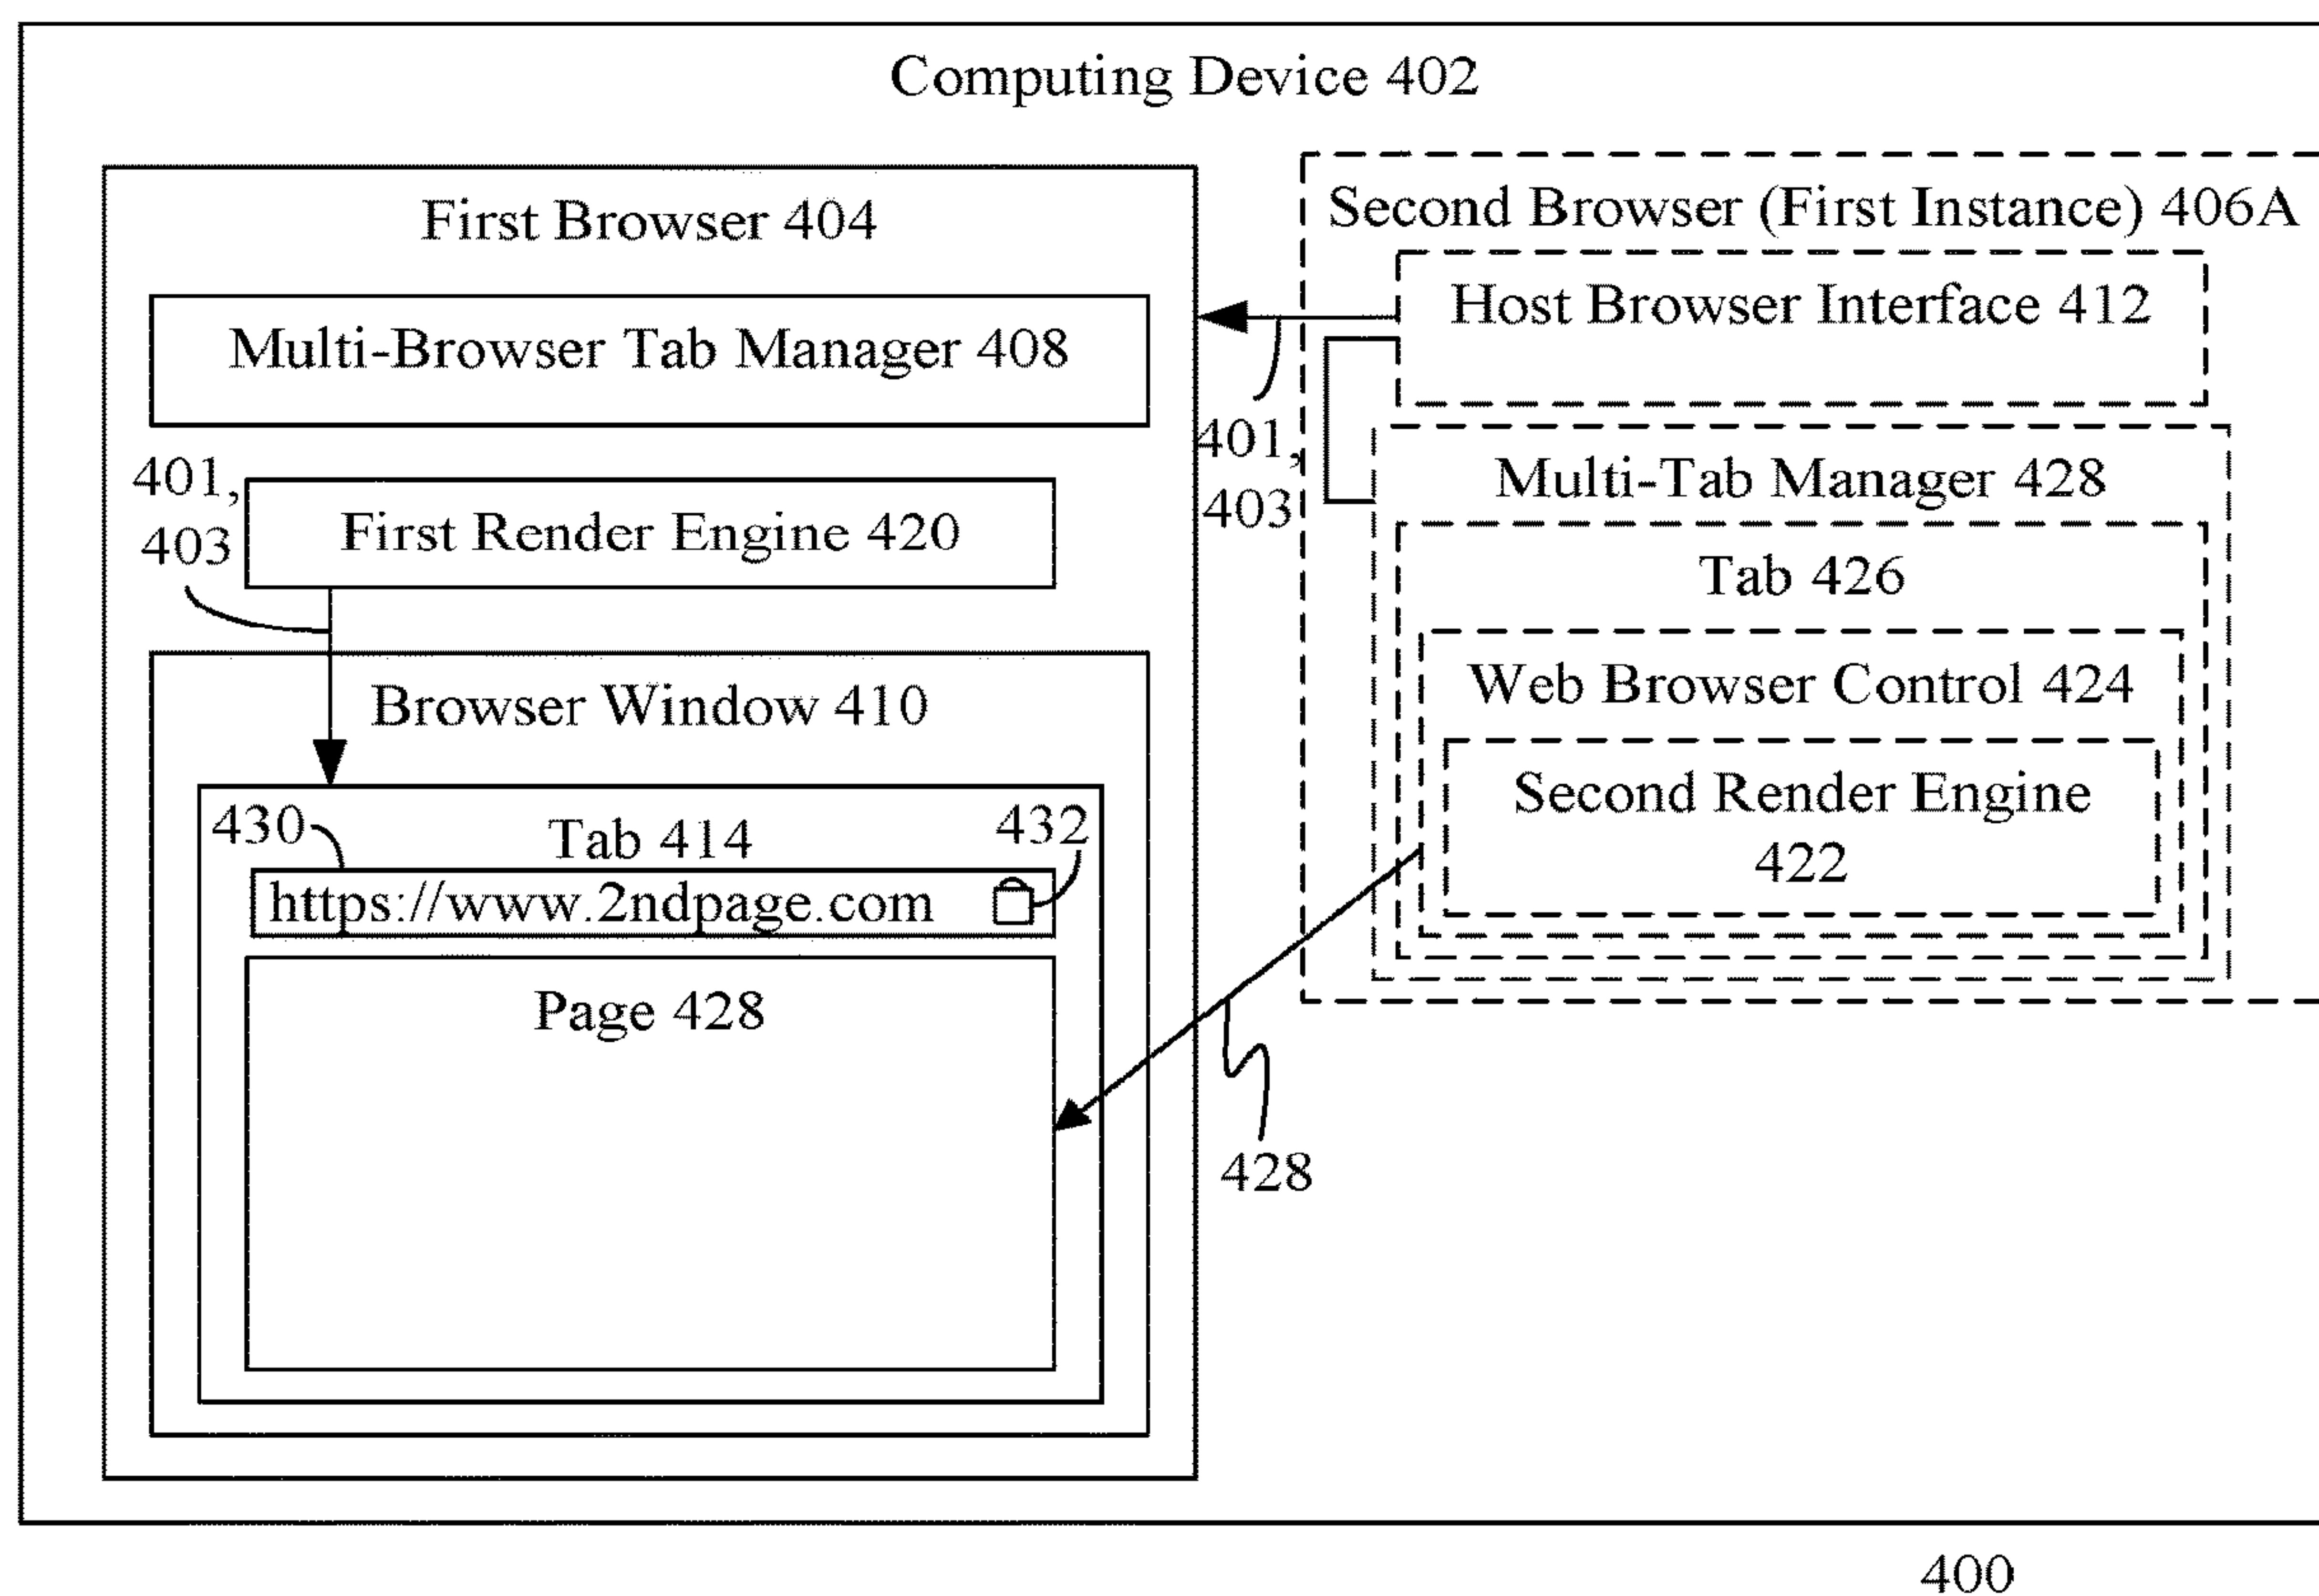 Computing Device 402
First Browser 404
Multi-Browser Tab Manager 408
401,
403
First Render Engine 420
Browser Window 410
430
Tab 414
432
https://www.2ndpage.com
Page 428
Second Browser (First Instance) 406A
Host Browser Interface 412
401,
403
Multi-Tab Manager 428
Tab 426
Web Browser Control 424
Second Render Engine
422
428
400